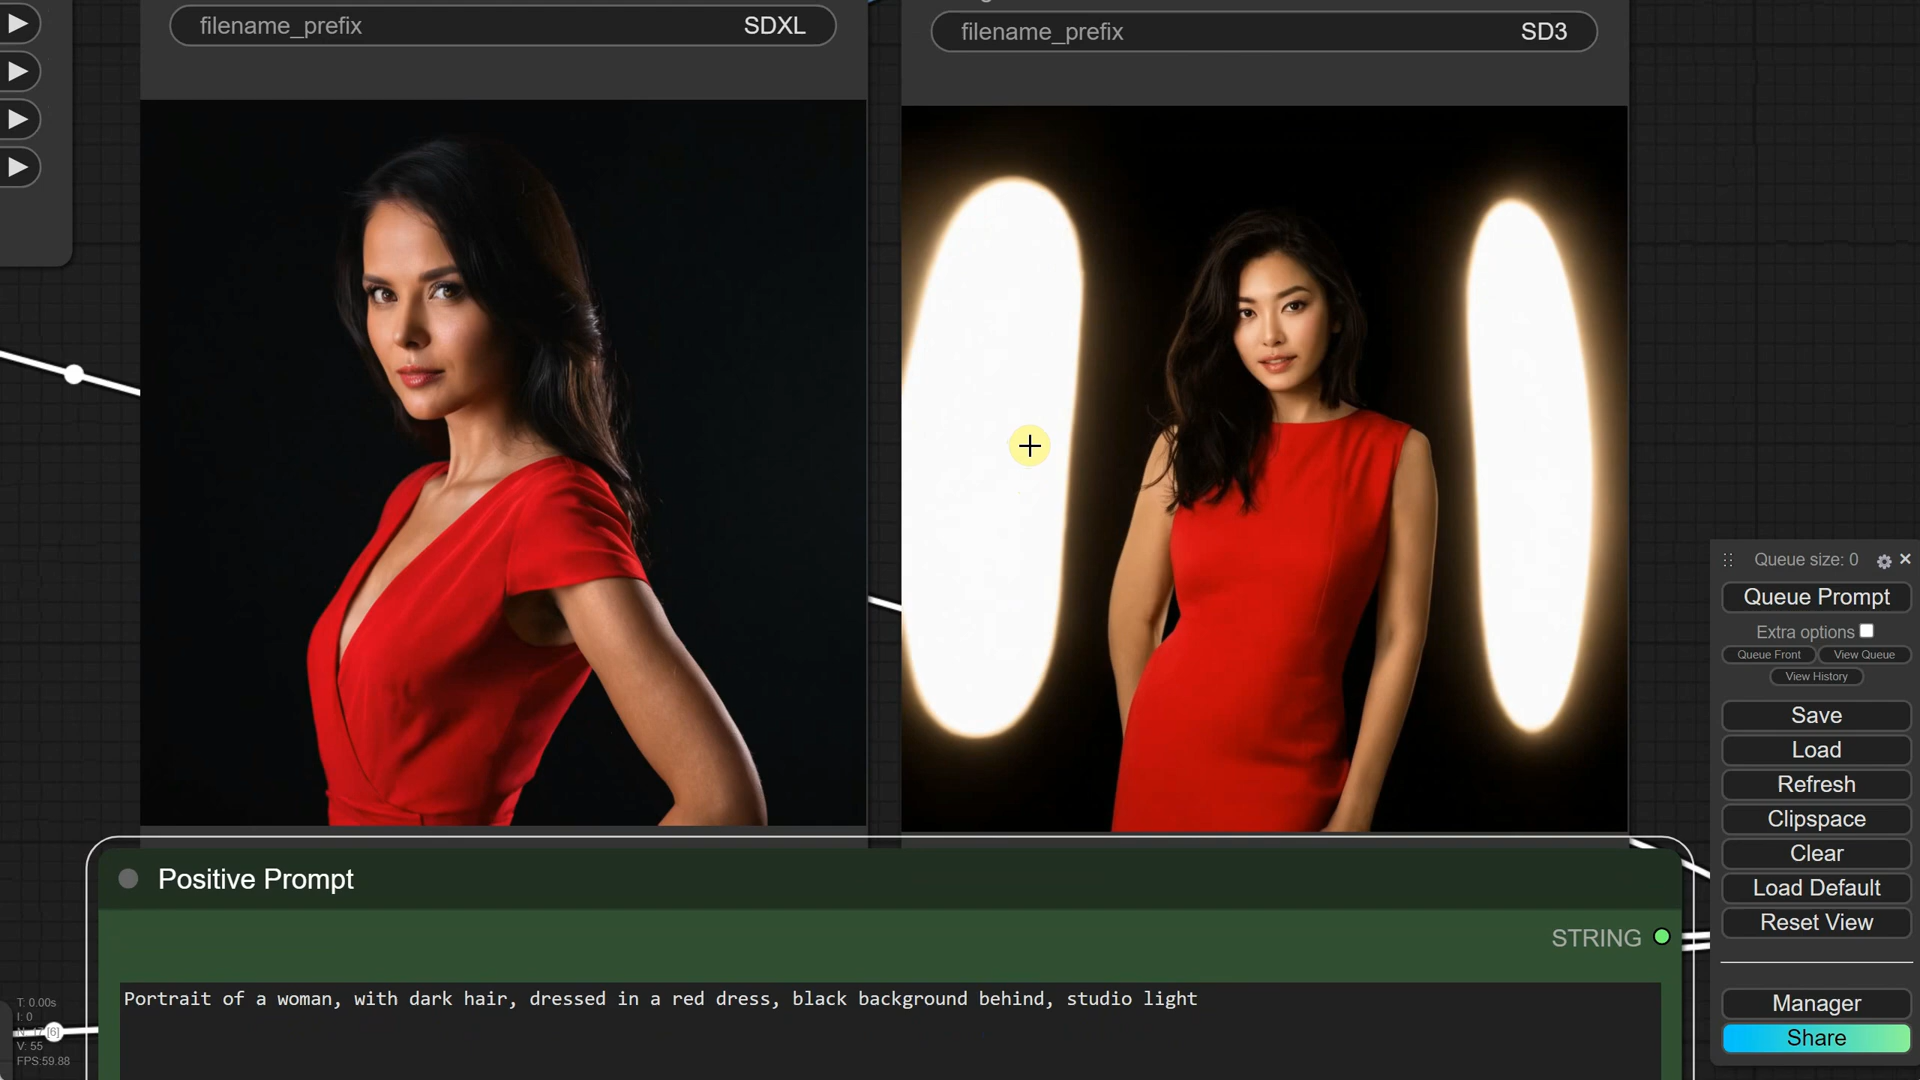 filename_prefix SDXL
filename_prefix SD3
Queue size: 0
Queue Prompt
Extra options
Queue Front View Queue
View History
Save
Load
Refresh
Clipspace
Clear
Load Default
Reset View
Manager
Share
Positive Prompt
STRING
Portrait of a woman, with dark hair, dressed in a red dress, black background behind, studio light
T: 0.00s
I: 0
V: 55
FPS:59.88